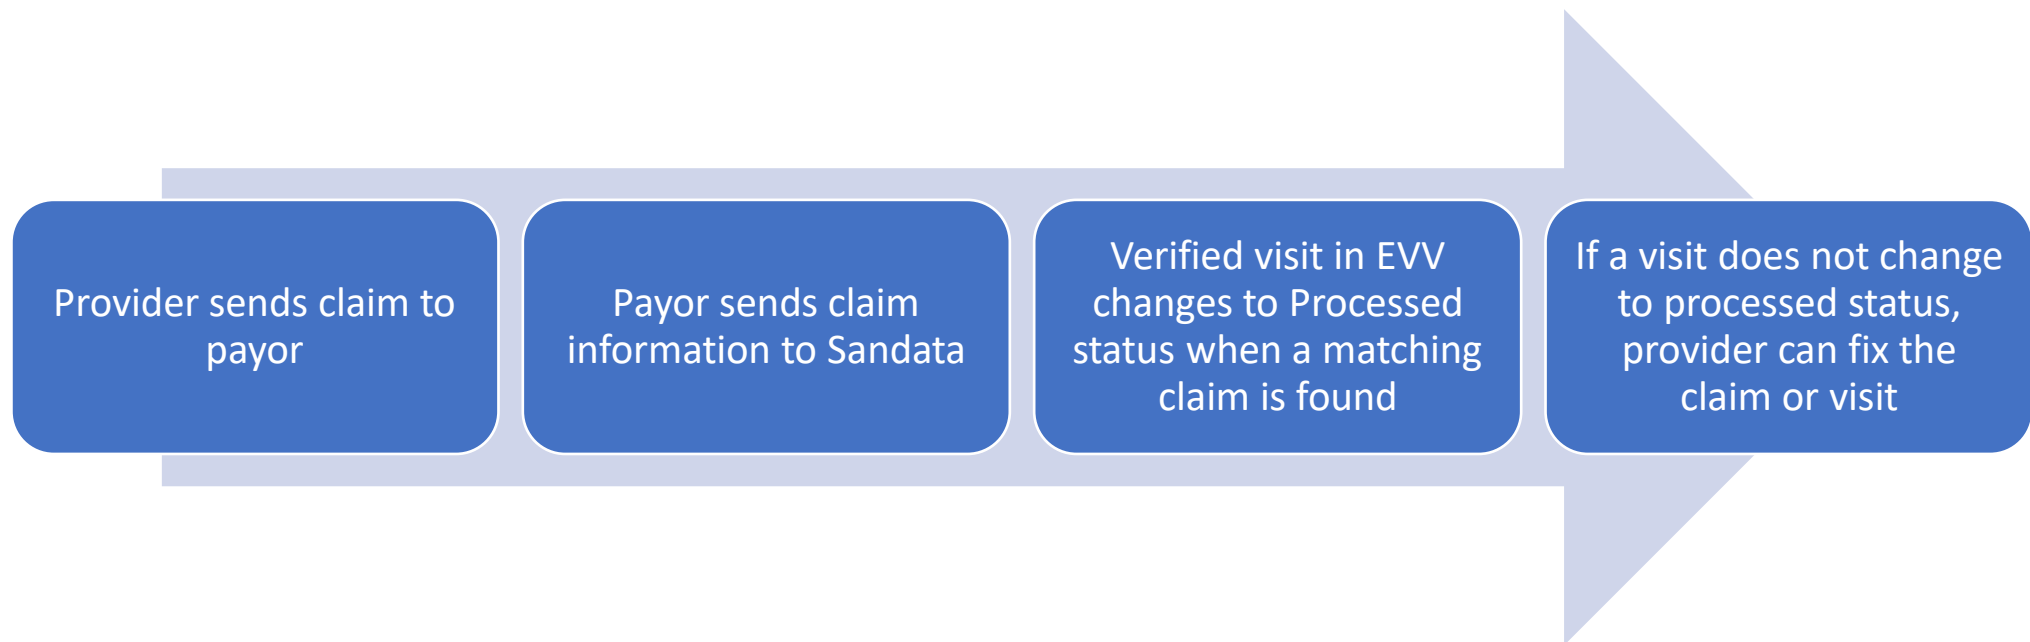 Provider sends claim to
payor
Payor sends claim
information to Sandata
Verified visit in EVV
changes to Processed
status when a matching
claim is found
If a visit does not change
to processed status,
provider can fix the
claim or visit